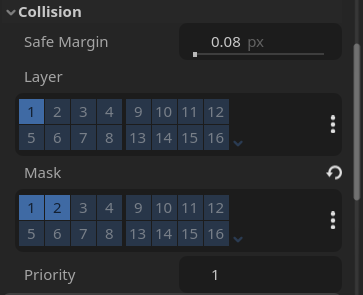 Collision
Safe Margin 0.08 px
Layer
1 2 3 4 9 10 11 12
5 6 7 8 13 14 15 16
Mask
1 2 3 4 9 10 11 12
5 6 7 8 13 14 15 16
Priority 1